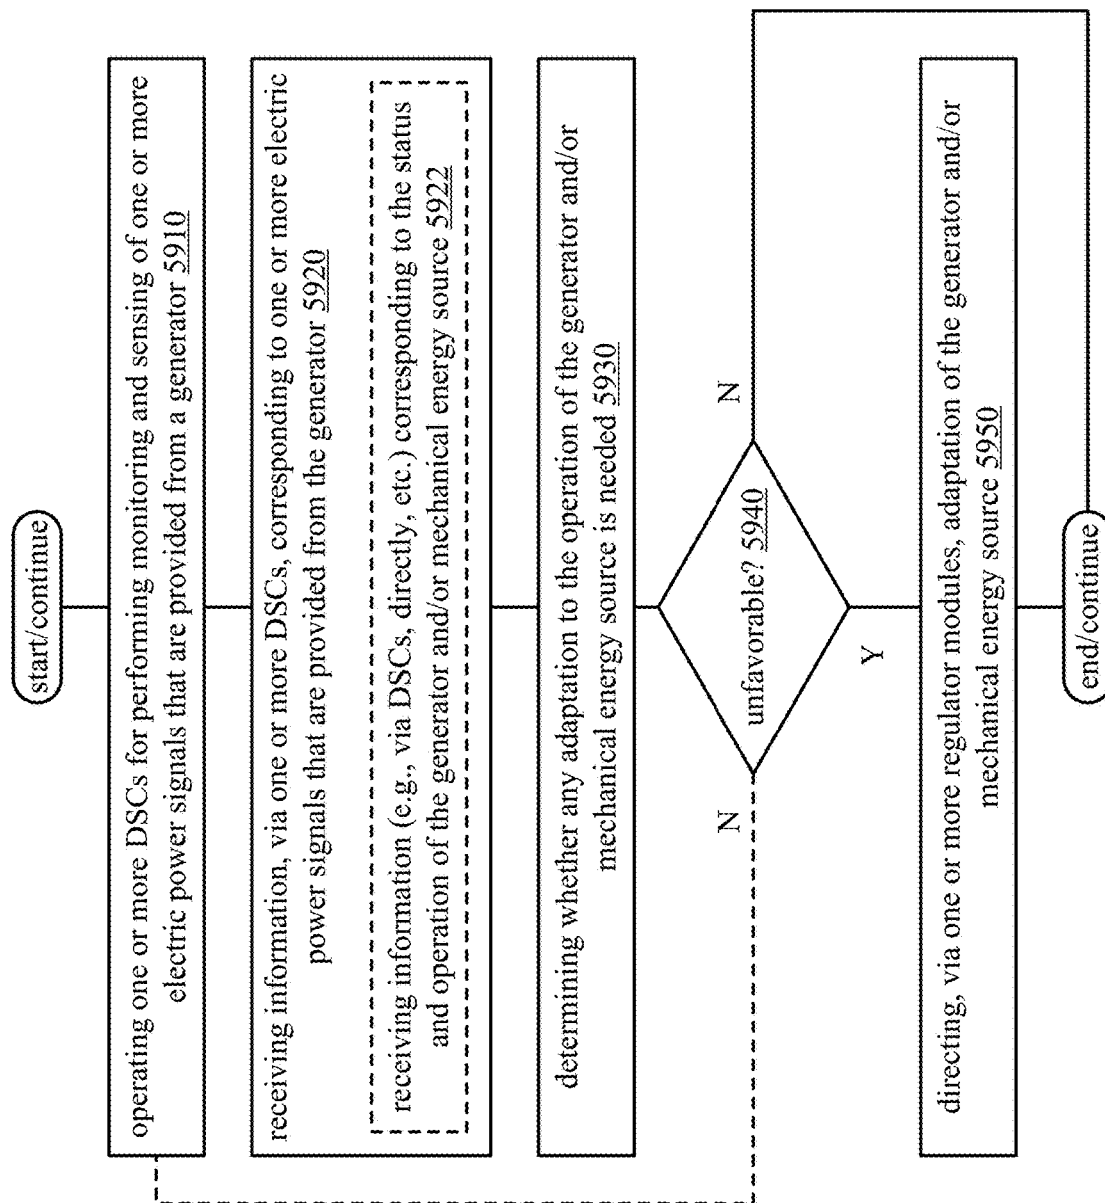 start/continue
operating one or more DSCs for performing monitoring and sensing of one or more
electric power signals that are provided from a generator 5910
receiving information, via one or more DSCs, corresponding to one or more electric
power signals that are provided from the generator 5920
receiving information (e.g., via DSCs, directly, etc.) corresponding to the status
and operation of the generator and/or mechanical energy source 5922
determining whether any adaptation to the operation of the generator and/or
mechanical energy source is needed 5930
N
unfavorable? 5940
N
Y
directing, via one or more regulator modules, adaptation of the generator and/or
mechanical energy source 5950
end/continue